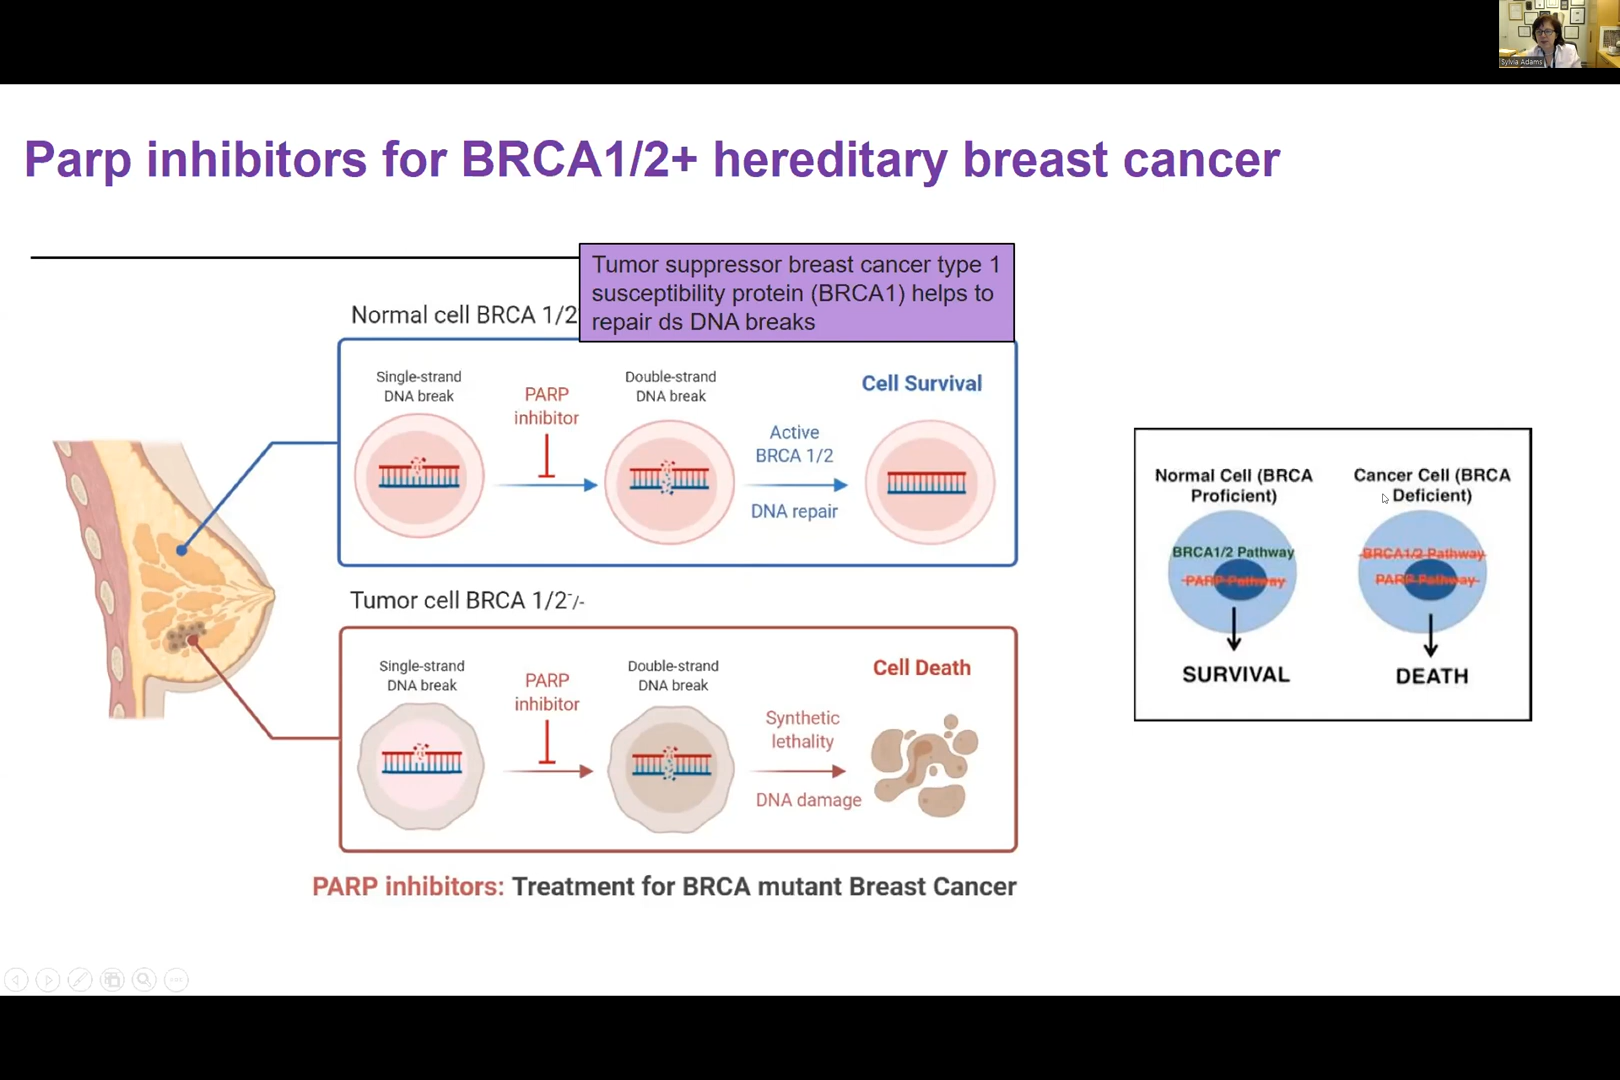 Sylvia Adams
Parp inhibitors for BRCA1/2+ hereditary breast cancer
Tumor suppressor breast cancer type 1
susceptibility protein (BRCA1) helps to
repair ds DNA breaks
Normal cell BRCA 1/2
Single-strand
DNA break
PARP
inhibitor
Double-strand
DNA break
Active
BRCA 1/2
DNA repair
Cell Survival
Tumor cell BRCA 1/2⁻/-
Single-strand
DNA break
PARP
inhibitor
Double-strand
DNA break
Synthetic
lethality
DNA damage
Cell Death
PARP inhibitors: Treatment for BRCA mutant Breast Cancer
Normal Cell (BRCA
Proficient)
BRCA1/2 Pathway
PARP Pathway
SURVIVAL
Cancer Cell (BRCA
Deficient)
BRCA1/2 Pathway
PARP Pathway
DEATH